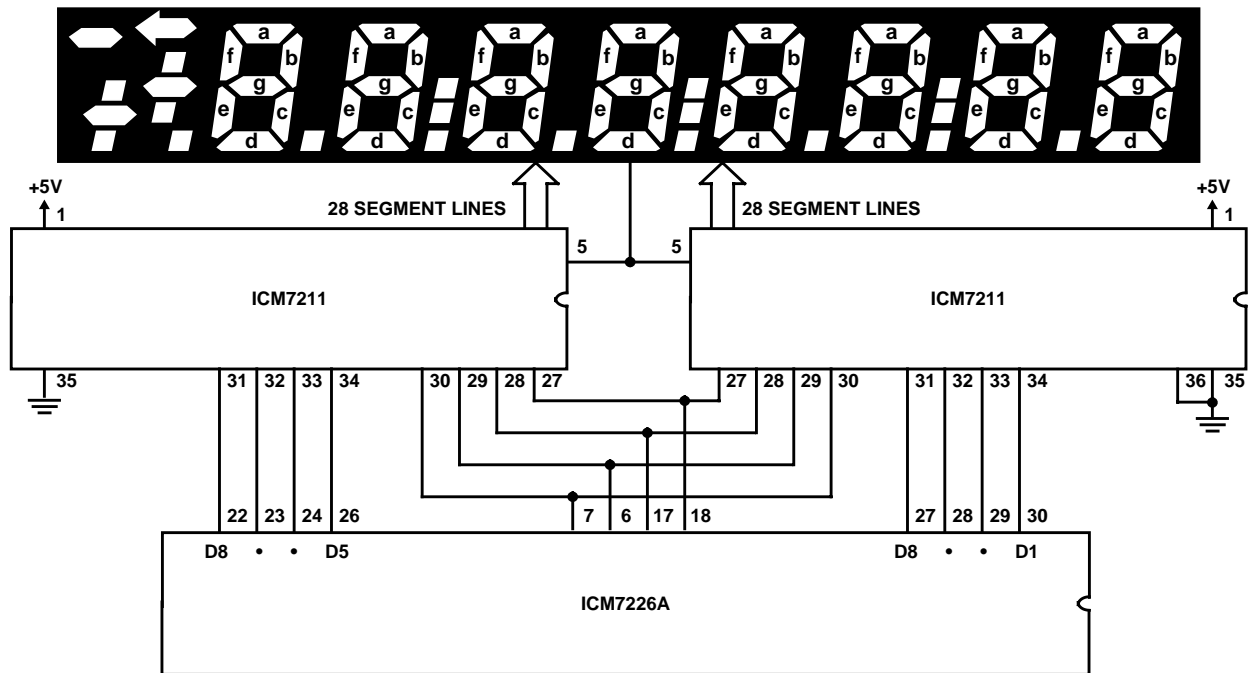 a a a a a a a a
f b f b f b f b f b f b f b f b
g g g g g g g g
e c e c e c e c e c e c e c e c
d d d d d d d d
+5V +5V
1 28 SEGMENT LINES 28 SEGMENT LINES 1
5 5
ICM7211 ICM7211
35 31 32 33 34 30 29 28 27 27 28 29 30 31 32 33 34 36 35
22 23 24 26 7 6 17 18 27 28 29 30
D8 • • D5 D8 • • D1
ICM7226A